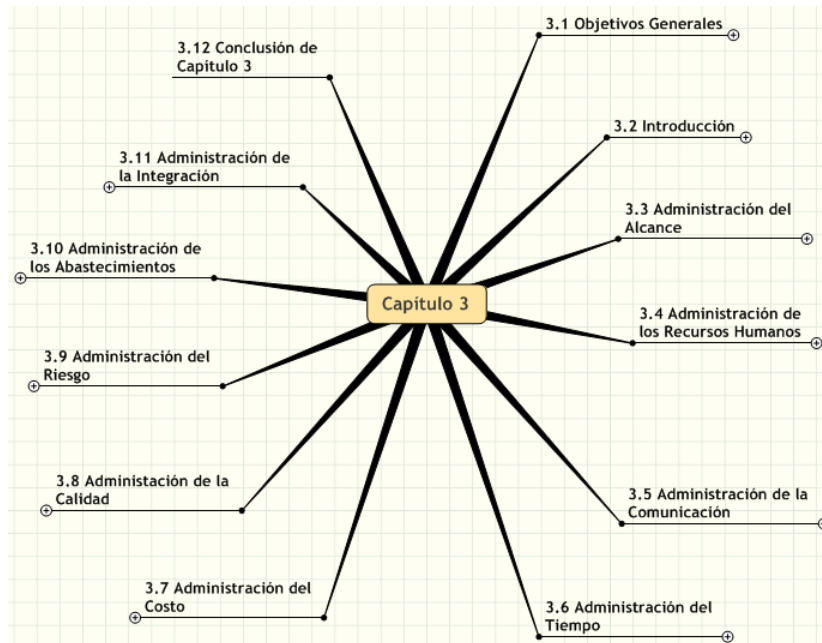 Capítulo 3
3.1 Objetivos Generales
3.2 Introducción
3.3 Administración del
Alcance
3.4 Administración de
los Recursos Humanos
3.5 Administración de la
Comunicación
3.6 Administración del
Tiempo
3.7 Administración del
Costo
3.8 Administación de la
Calidad
3.9 Administración del
Riesgo
3.10 Administración de
los Abastecimientos
3.11 Administración de
la Integración
3.12 Conclusión de
Capítulo 3